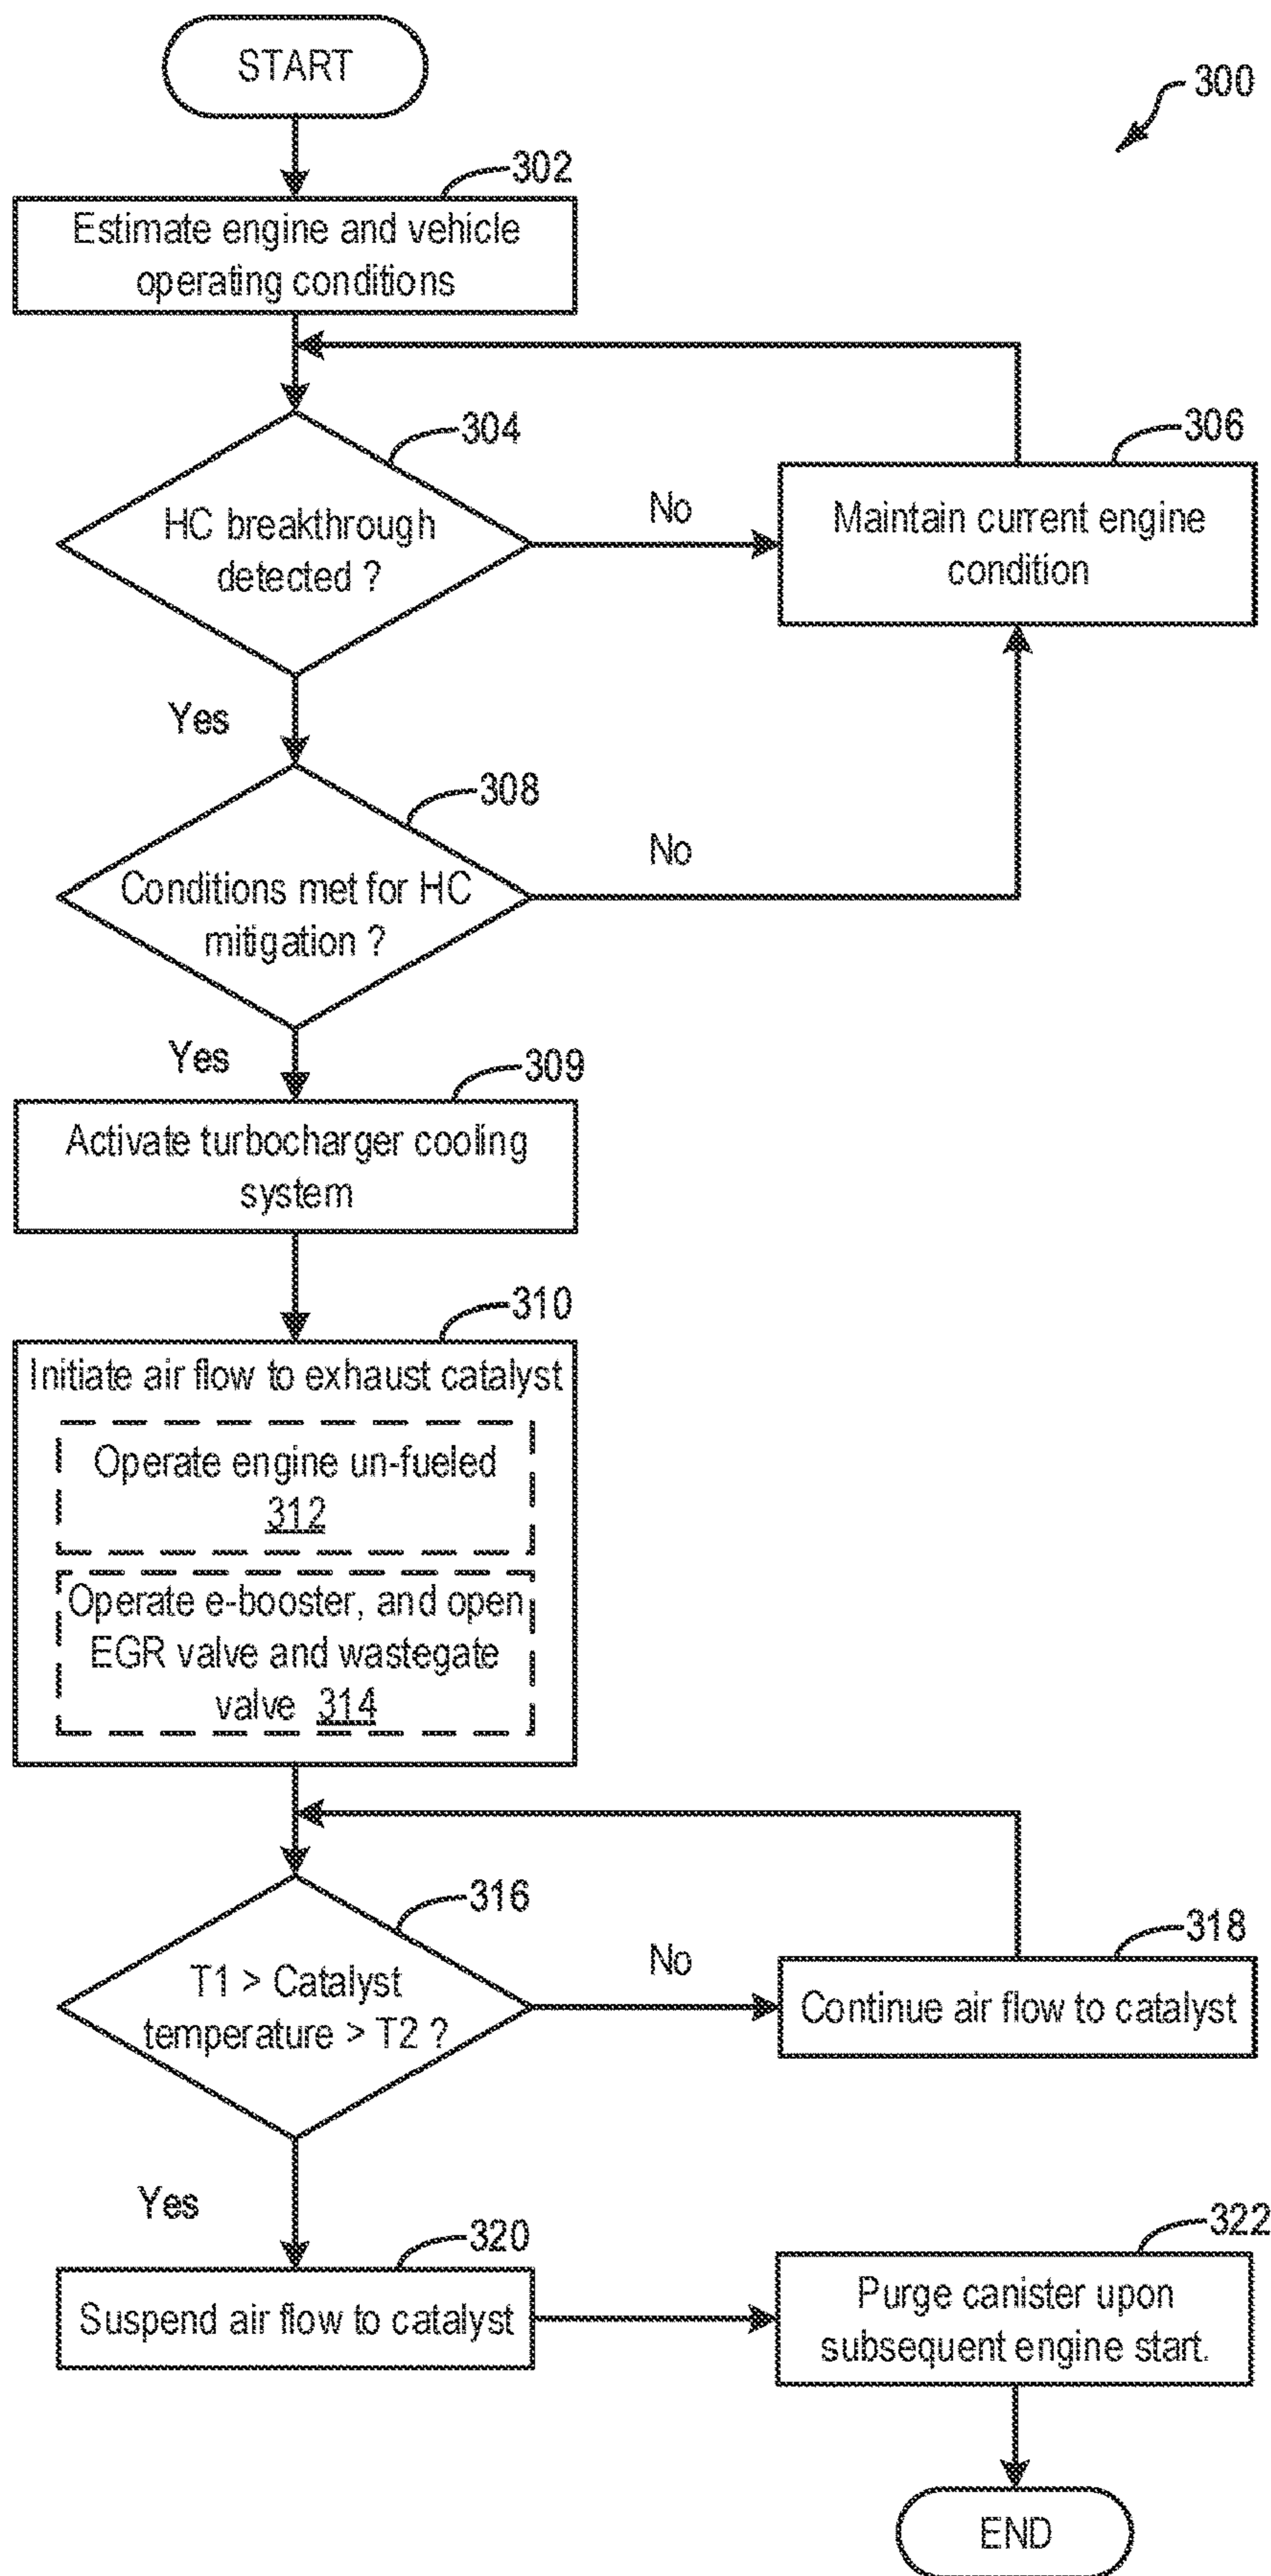 START
300
302
Estimate engine and vehicle
operating conditions
304
HC breakthrough
detected ?
No
306
Maintain current engine
condition
Yes
308
Conditions met for HC
mitigation ?
No
Yes
309
Activate turbocharger cooling
system
310
Initiate air flow to exhaust catalyst
Operate engine un-fueled
312
Operate e-booster, and open
EGR valve and wastegate
valve 314
316
T1 > Catalyst
temperature > T2 ?
No
318
Continue air flow to catalyst
Yes
320
Suspend air flow to catalyst
322
Purge canister upon
subsequent engine start.
END